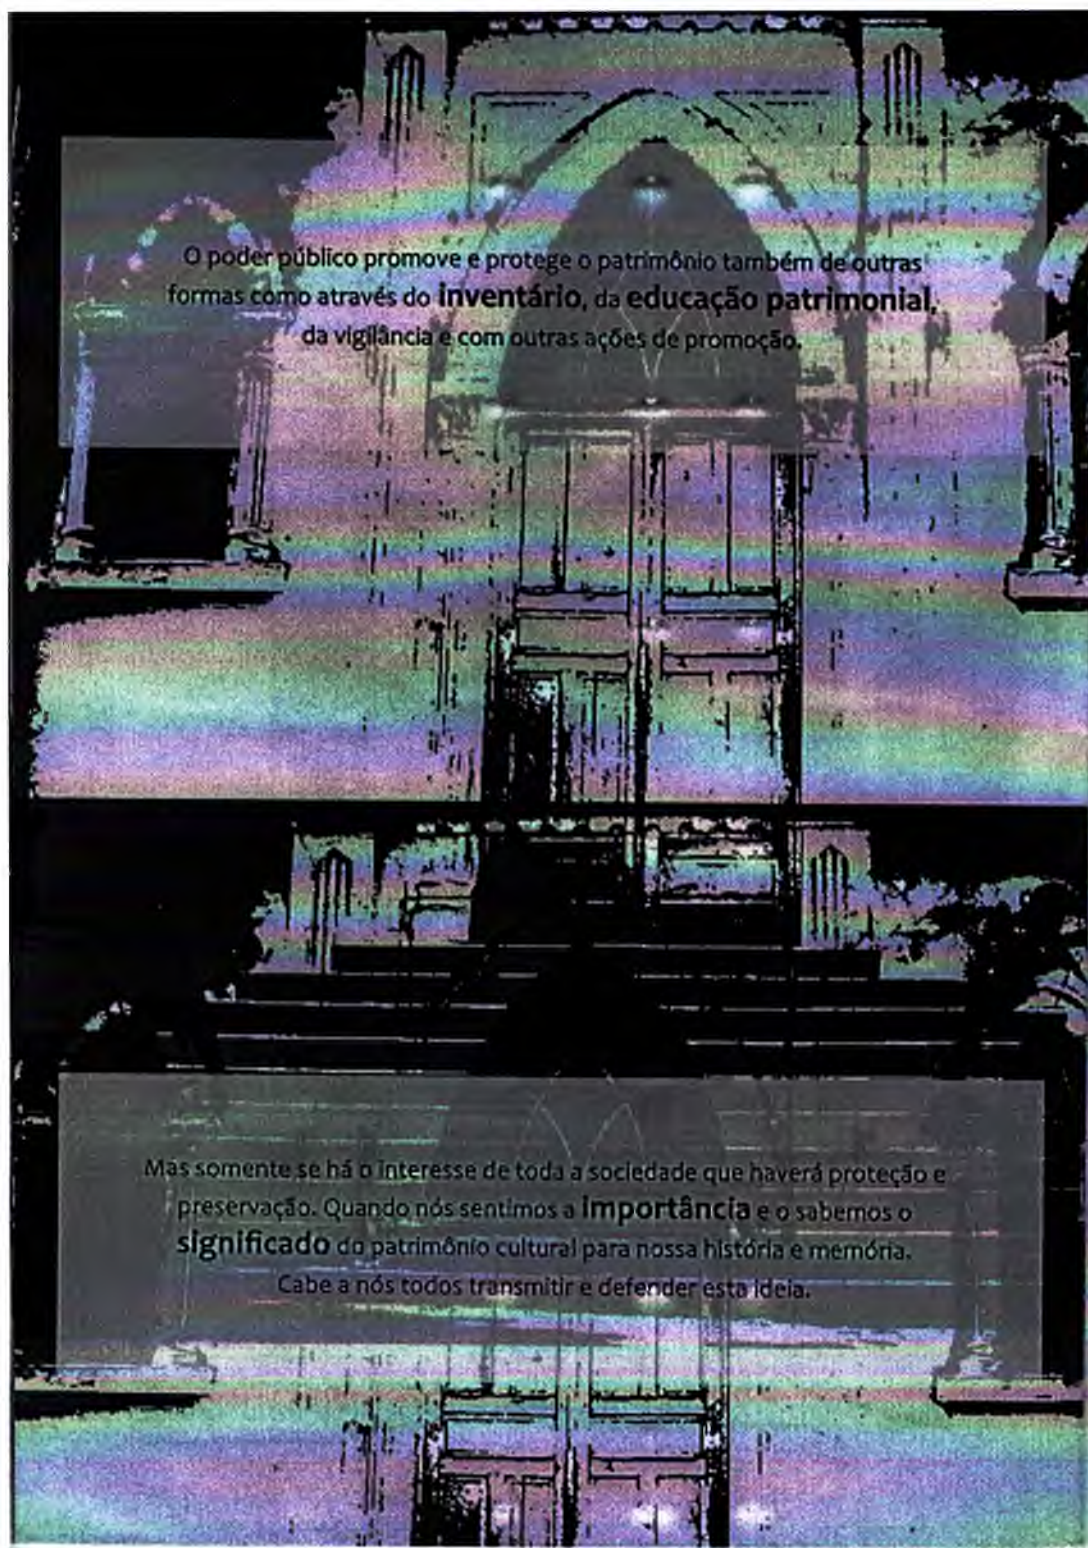 O poder público promove e protege o patrimônio também de outras
formas como através do inventário, da educação patrimonial,
da vigilância e com outras ações de promoção.
Mas somente se há o interesse de toda a sociedade que haverá proteção e
preservação. Quando nós sentimos a importância e o sabemos o
significado do patrimônio cultural para nossa história e memória.
Cabe a nós todos transmitir e defender esta ideia.